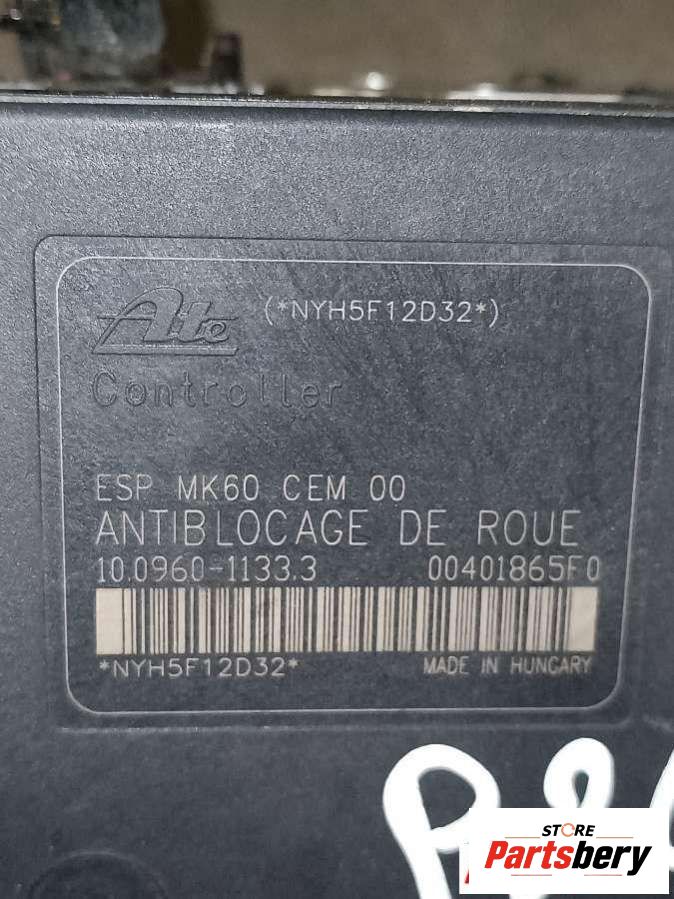 Ate (*NYH5F12D32*)
Controller
ESP MK60 CEM 00
ANTIBLOCAGE DE ROUE
10.0960-1133.3 00401865F0
*NYH5F12D32* MADE IN HUNGARY
STORE
Partsbery